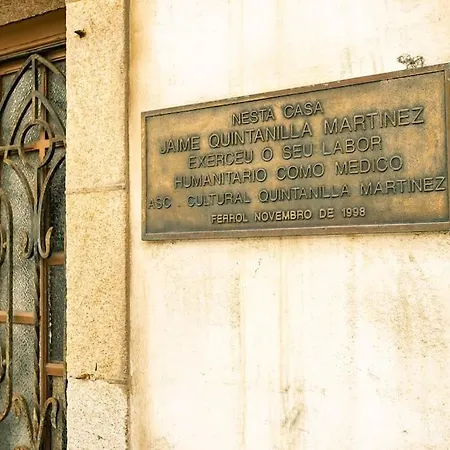 NESTA CASA
JAIME QUINTANILLA MARTINEZ
EXERCEU O SEU LABOR
HUMANITARIO COMO MEDICO
ASC. CULTURAL QUINTANILLA MARTINEZ
FERROL NOVEMBRO DE 1998